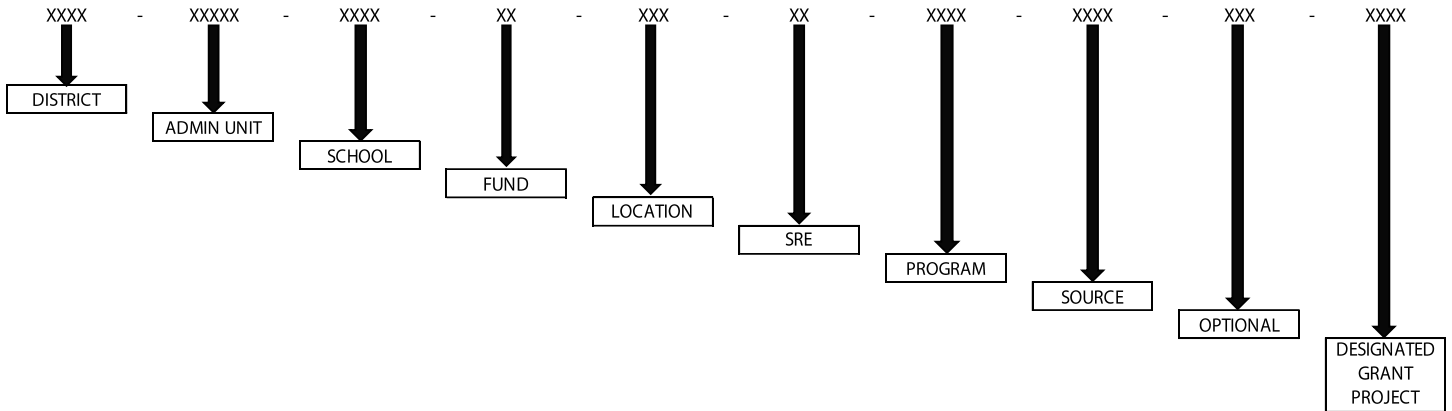 XXXX - XXXXX - XXXX - XX - XXX - XX - XXXX - XXXX - XXX - XXXX
DISTRICT
ADMIN UNIT
SCHOOL
FUND
LOCATION
SRE
PROGRAM
SOURCE
OPTIONAL
DESIGNATED
GRANT
PROJECT